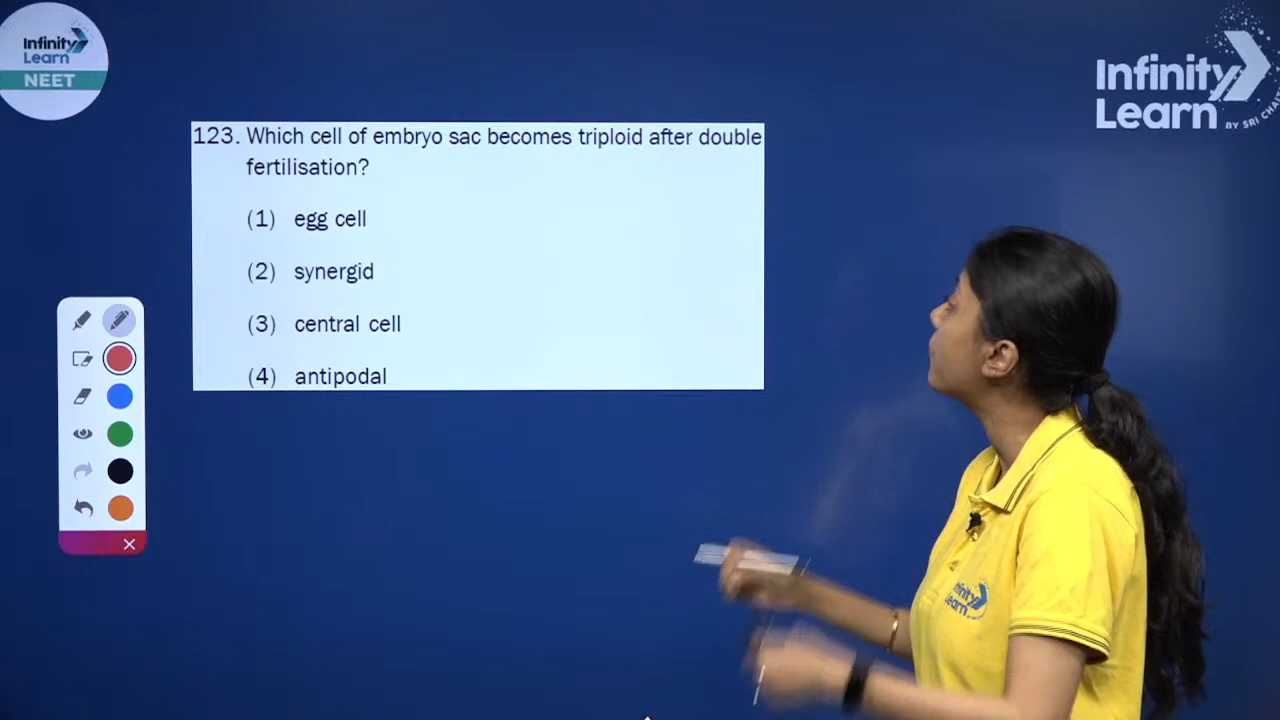 Infinity
Learn
NEET
Infinity
Learn
BY SRI
123. Which cell of embryo sac becomes triploid after double
fertilisation?
(1) egg cell
(2) synergid
(3) central cell
(4) antipodal
Learn